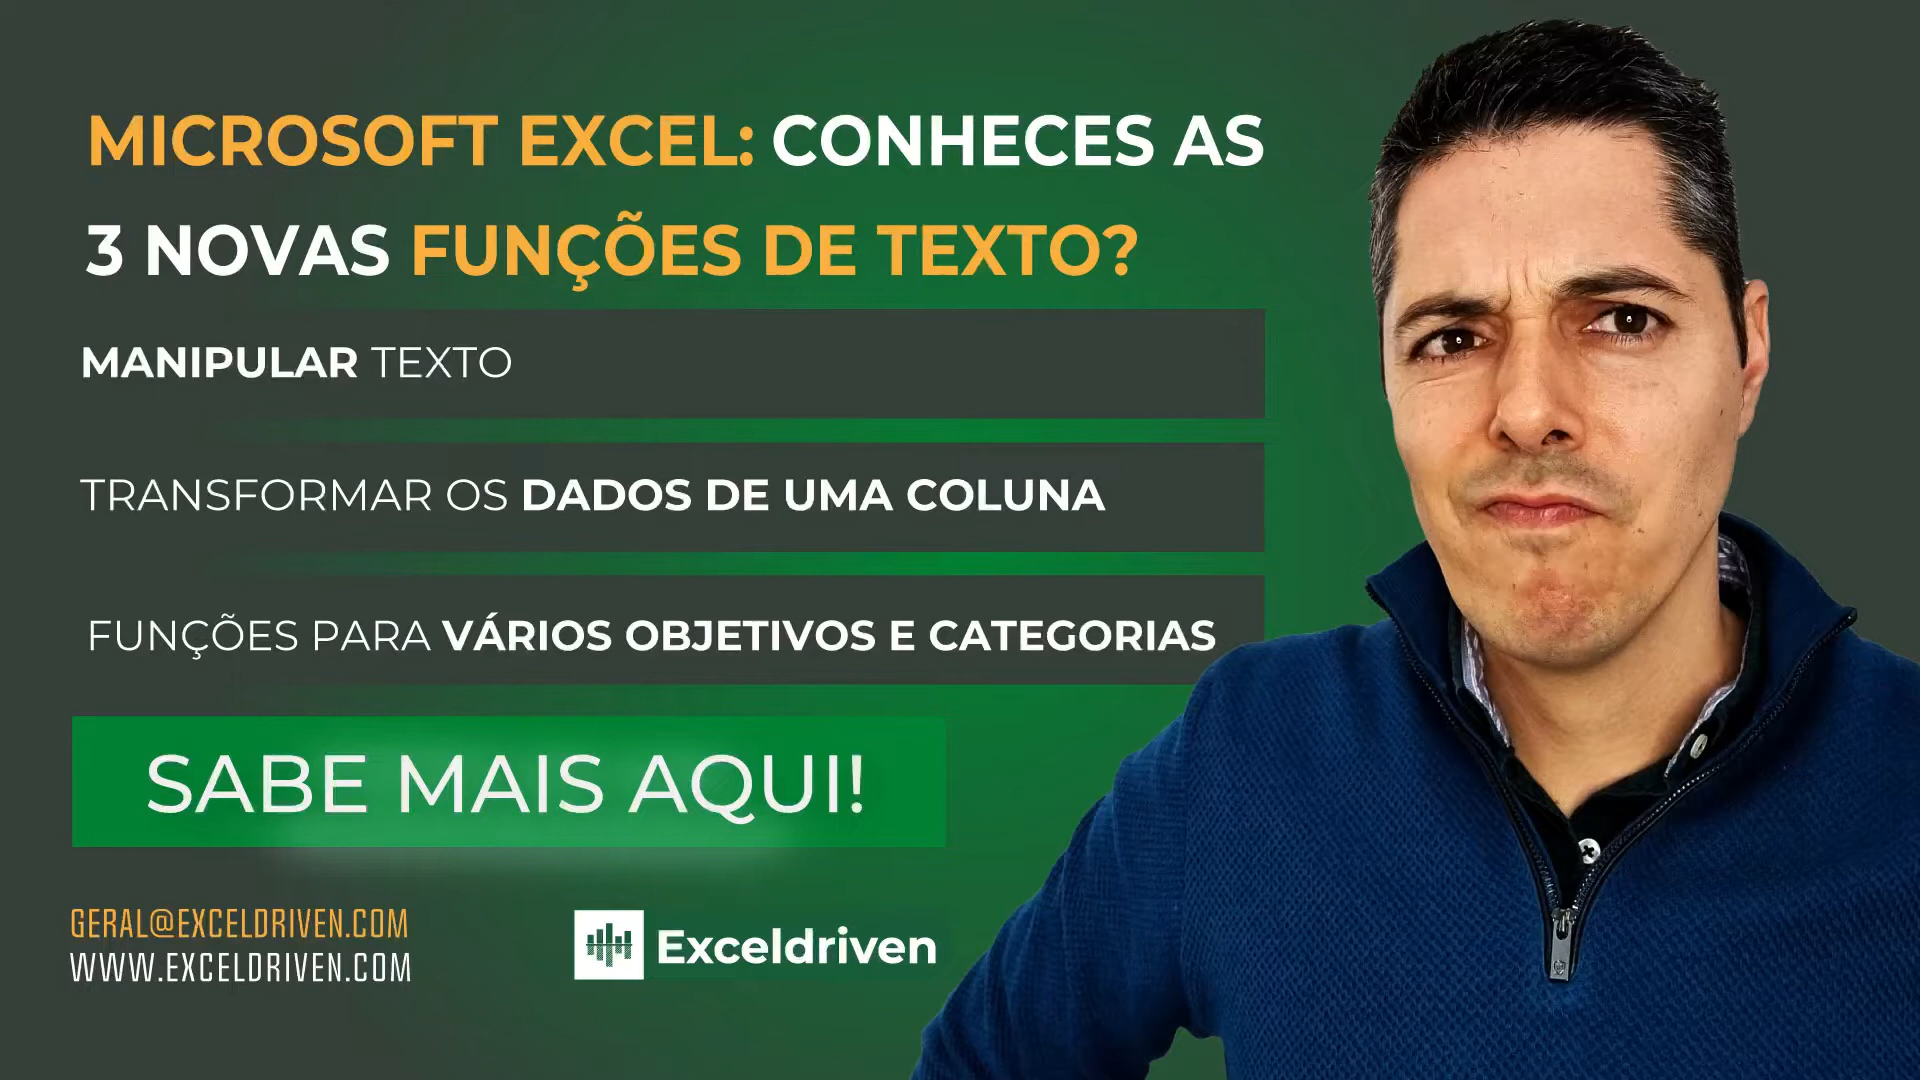 MICROSOFT EXCEL: CONHECES AS
3 NOVAS FUNÇÕES DE TEXTO?
MANIPULAR TEXTO
TRANSFORMAR OS DADOS DE UMA COLUNA
FUNÇÕES PARA VÁRIOS OBJETIVOS E CATEGORIAS
SABE MAIS AQUI!
GERAL@EXCELDRIVEN.COM
WWW.EXCELDRIVEN.COM
Exceldriven